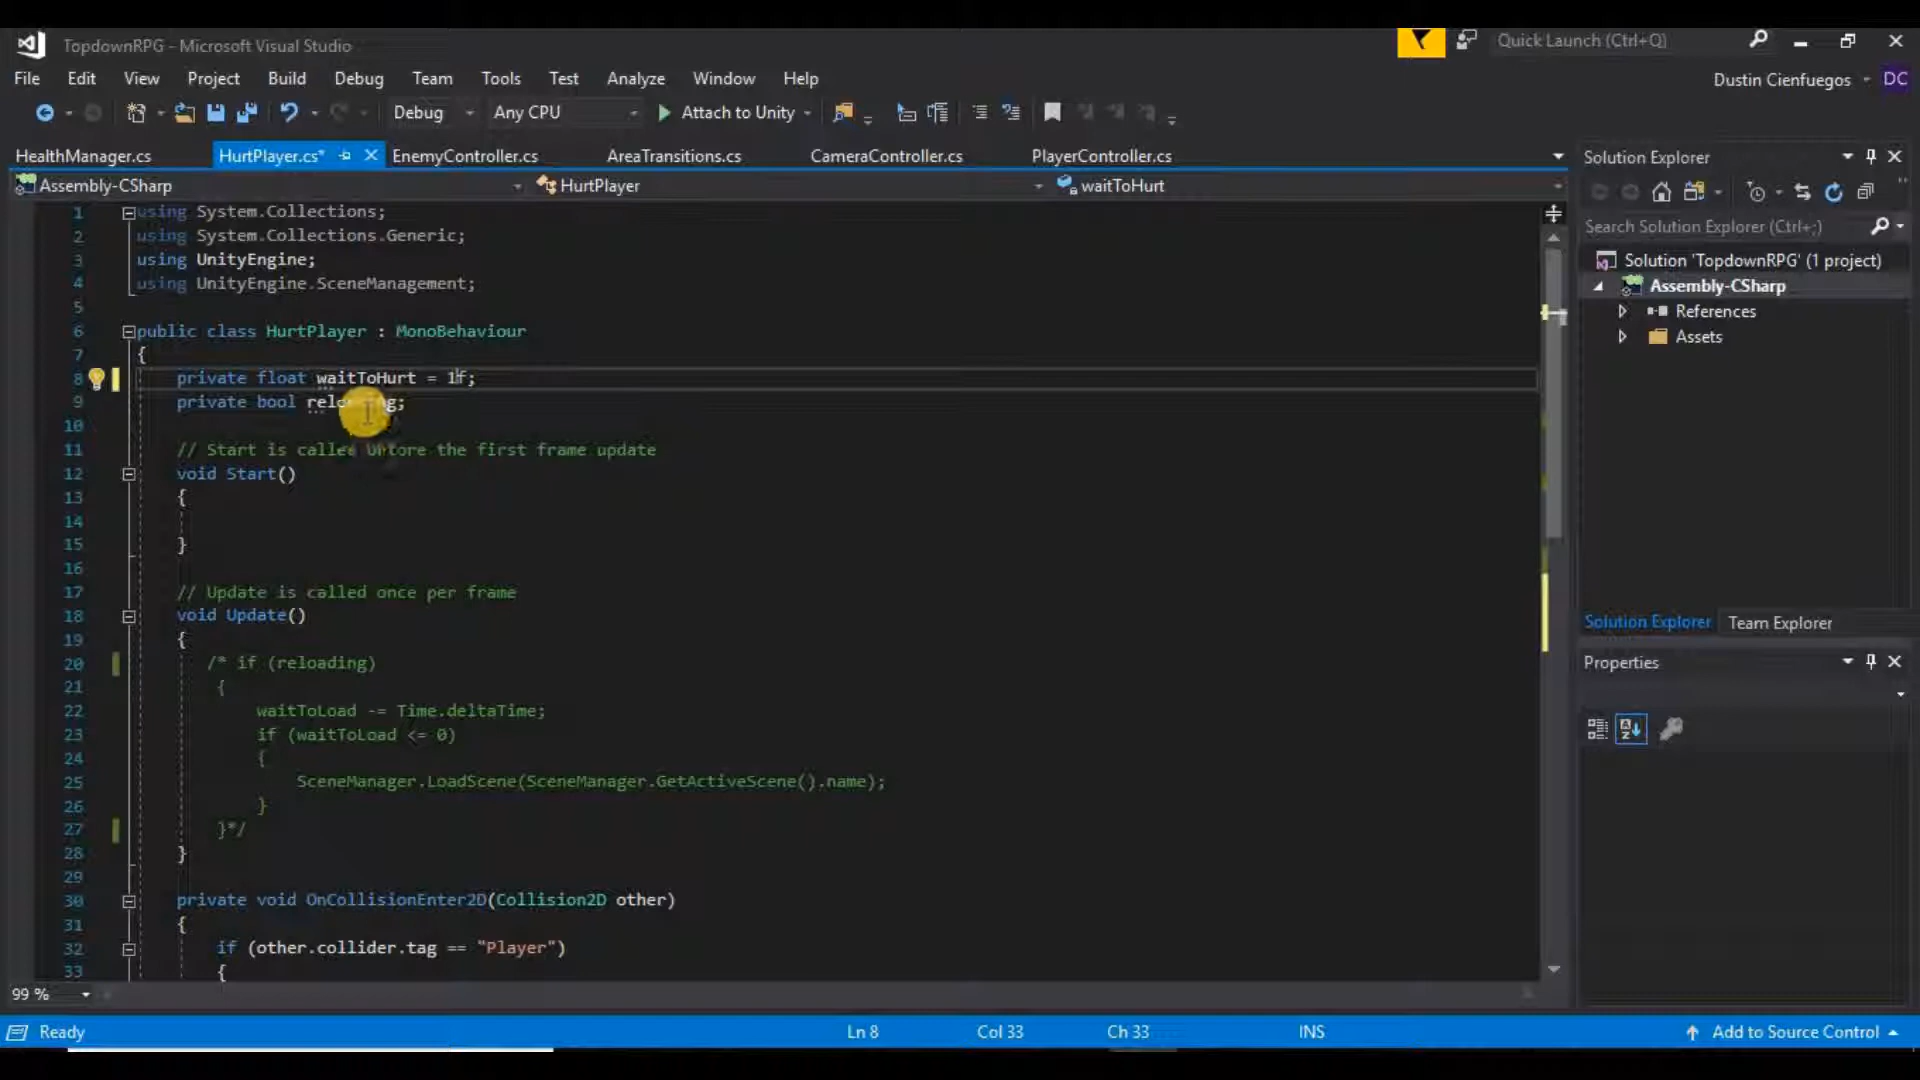 TopdownRPG - Microsoft Visual Studio
Quick Launch (Ctrl+Q)
File Edit View Project Build Debug Team Tools Test Analyze Window Help
Dustin Cienfuegos DC
Debug Any CPU Attach to Unity
HealthManager.cs HurtPlayer.cs* EnemyController.cs AreaTransitions.cs CameraController.cs PlayerController.cs
Assembly-CSharp HurtPlayer waitToHurt
1 using System.Collections;
2 using System.Collections.Generic;
3 using UnityEngine;
4 using UnityEngine.SceneManagement;
5
6 public class HurtPlayer : MonoBehaviour
7 {
8 private float waitToHurt = 1f;
9 private bool
10
11 // Start is called before the first frame update
12 void Start()
13 {
14
15 }
16
17 // Update is called once per frame
18 void Update()
19 {
20 /* if (reloading)
21 {
22 waitToLoad -= Time.deltaTime;
23 if (waitToLoad <= 0)
24 {
25 SceneManager.LoadScene(SceneManager.GetActiveScene().name);
26 }
27 }*/
28 }
29
30 private void OnCollisionEnter2D(Collision2D other)
31 {
32 if (other.collider.tag == "Player")
33 {
99 %
Solution Explorer
Search Solution Explorer (Ctrl+;)
Solution 'TopdownRPG' (1 project)
Assembly-CSharp
References
Assets
Solution Explorer Team Explorer
Properties
Ready Ln 8 Col 33 Ch 33 INS Add to Source Control